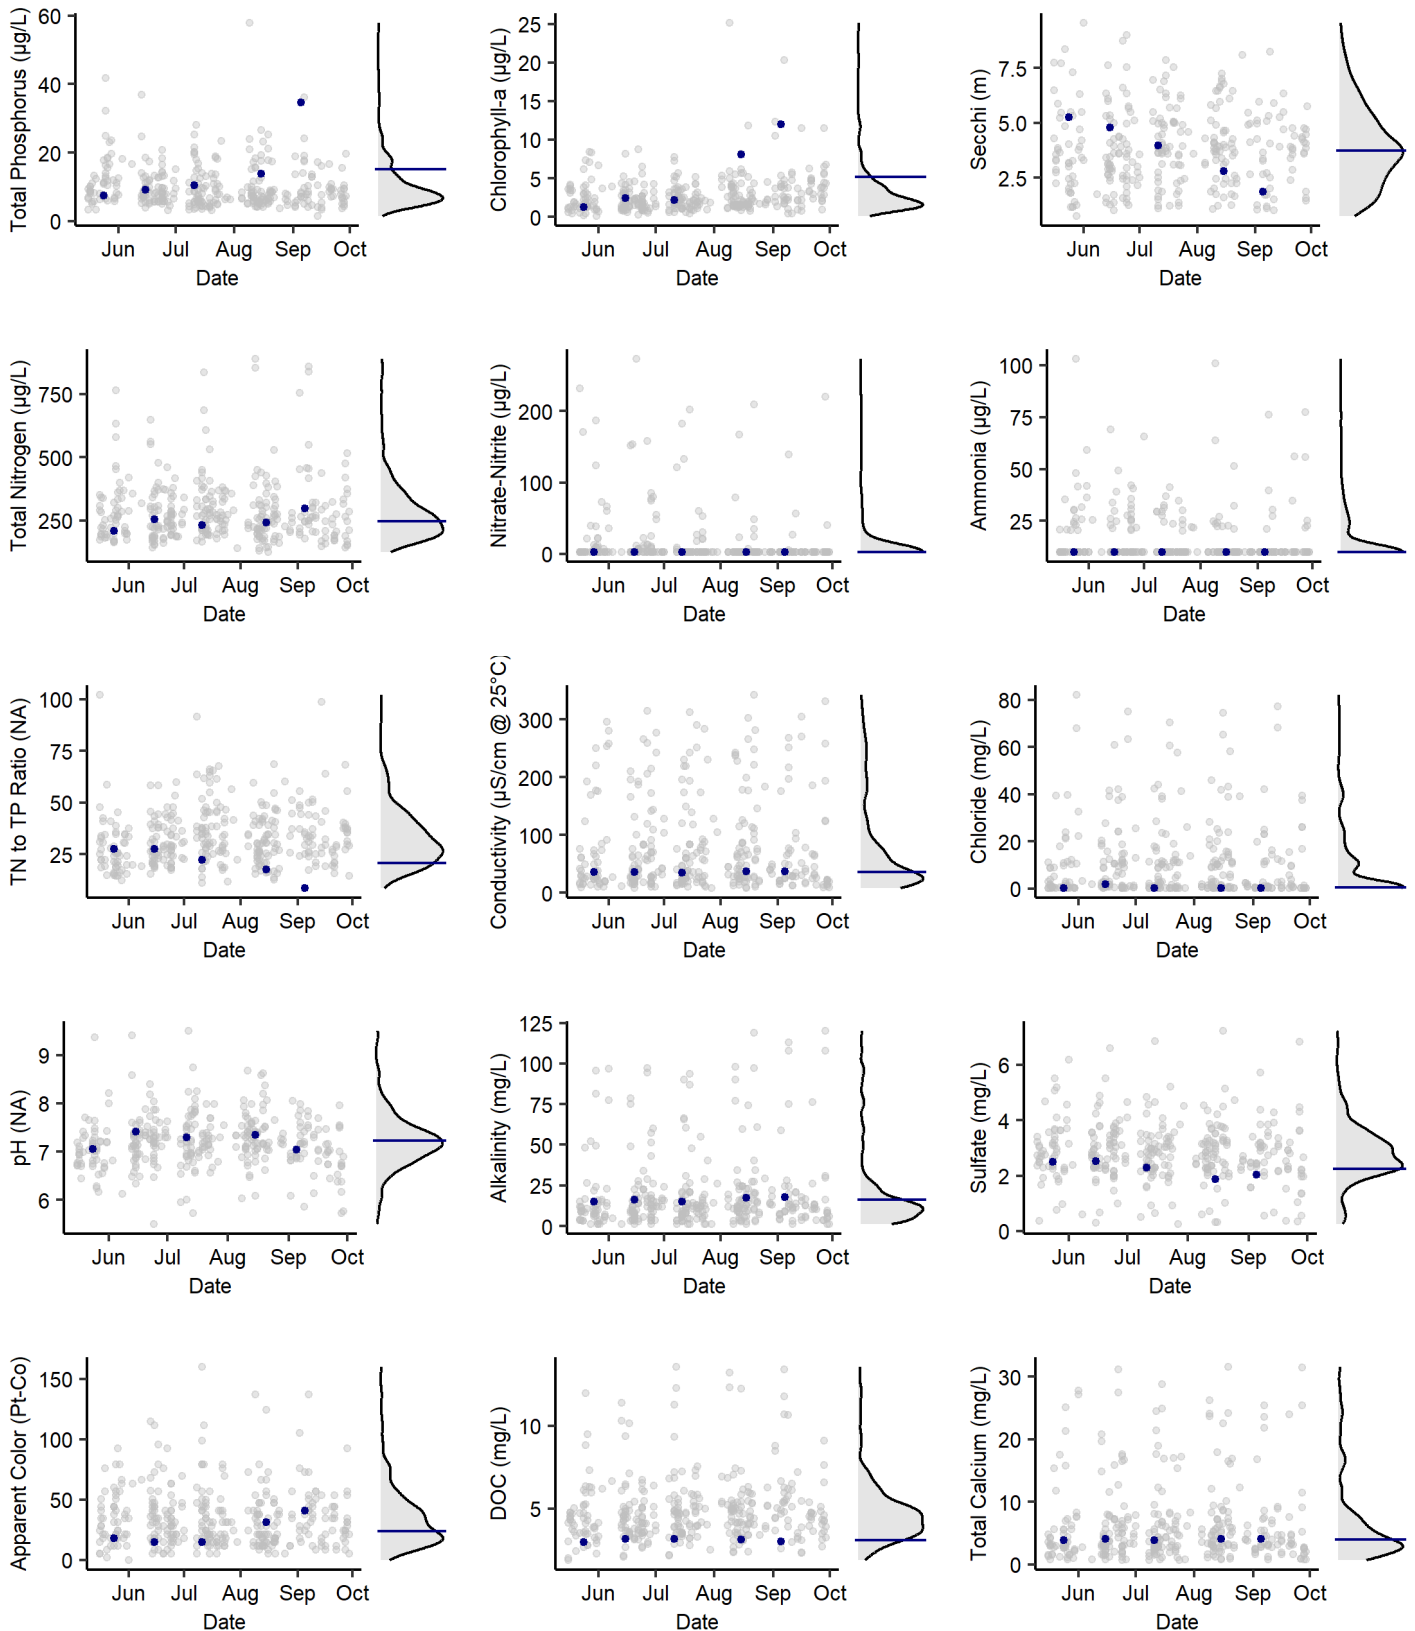 Total Phosphorus (µg/L)
60
40
20
0
Jun Jul Aug Sep Oct
Date
Chlorophyll-a (µg/L)
25
20
15
10
5
0
Jun Jul Aug Sep Oct
Date
Secchi (m)
7.5
5.0
2.5
Jun Jul Aug Sep Oct
Date
Total Nitrogen (µg/L)
750
500
250
Jun Jul Aug Sep Oct
Date
Nitrate-Nitrite (µg/L)
200
100
0
Jun Jul Aug Sep Oct
Date
Ammonia (µg/L)
100
75
50
25
Jun Jul Aug Sep Oct
Date
TN to TP Ratio (NA)
100
75
50
25
Jun Jul Aug Sep Oct
Date
Conductivity (µS/cm @ 25°C)
300
200
100
0
Jun Jul Aug Sep Oct
Date
Chloride (mg/L)
80
60
40
20
0
Jun Jul Aug Sep Oct
Date
pH (NA)
9
8
7
6
Jun Jul Aug Sep Oct
Date
Alkalinity (mg/L)
125
100
75
50
25
0
Jun Jul Aug Sep Oct
Date
Sulfate (mg/L)
6
4
2
0
Jun Jul Aug Sep Oct
Date
Apparent Color (Pt-Co)
150
100
50
0
Jun Jul Aug Sep Oct
Date
DOC (mg/L)
10
5
Jun Jul Aug Sep Oct
Date
Total Calcium (mg/L)
30
20
10
0
Jun Jul Aug Sep Oct
Date